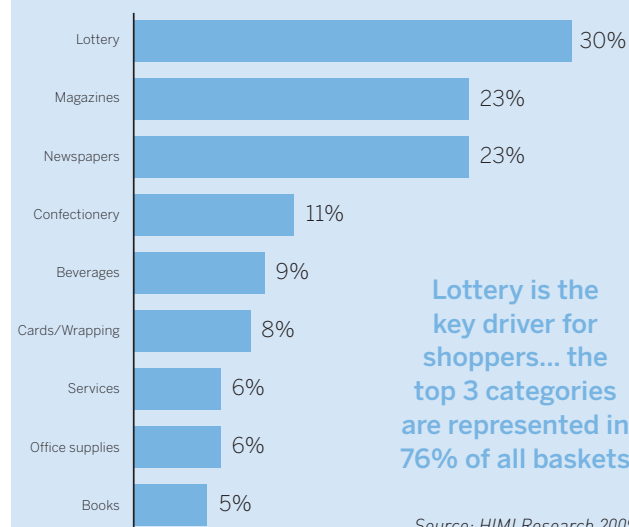 Lottery 30%
Magazines 23%
Newspapers 23%
Confectionery 11%
Beverages 9%
Cards/Wrapping 8%
Services 6%
Office supplies 6%
Books 5%
Lottery is the
key driver for
shoppers... the
top 3 categories
are represented in
76% of all baskets
Source: HIM! Research